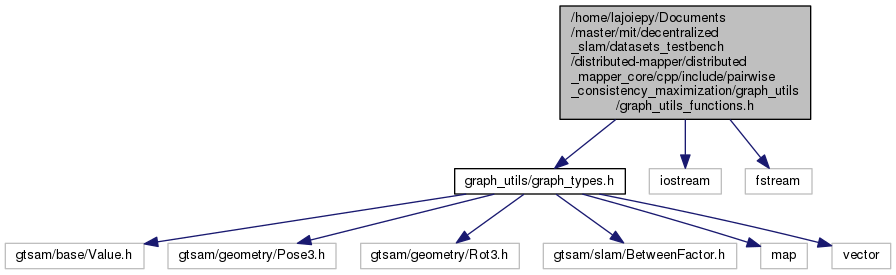 /home/lajoiepy/Documents
/master/mit/decentralized
_slam/datasets_testbench
/distributed-mapper/distributed
_mapper_core/cpp/include/pairwise
_consistency_maximization/graph_utils
/graph_utils_functions.h
graph_utils/graph_types.h
iostream
fstream
gtsam/base/Value.h
gtsam/geometry/Pose3.h
gtsam/geometry/Rot3.h
gtsam/slam/BetweenFactor.h
map
vector